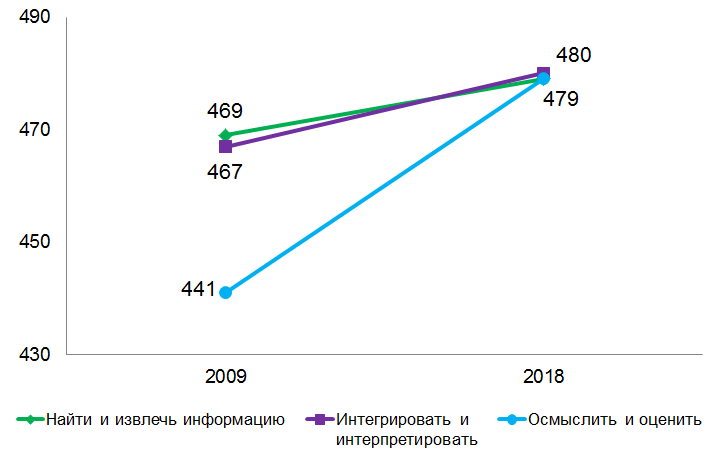 490
480
479
469
470
467
450
441
430
2009
2018
Найти и извлечь информацию
Интегрировать и
интерпретировать
Осмыслить и оценить